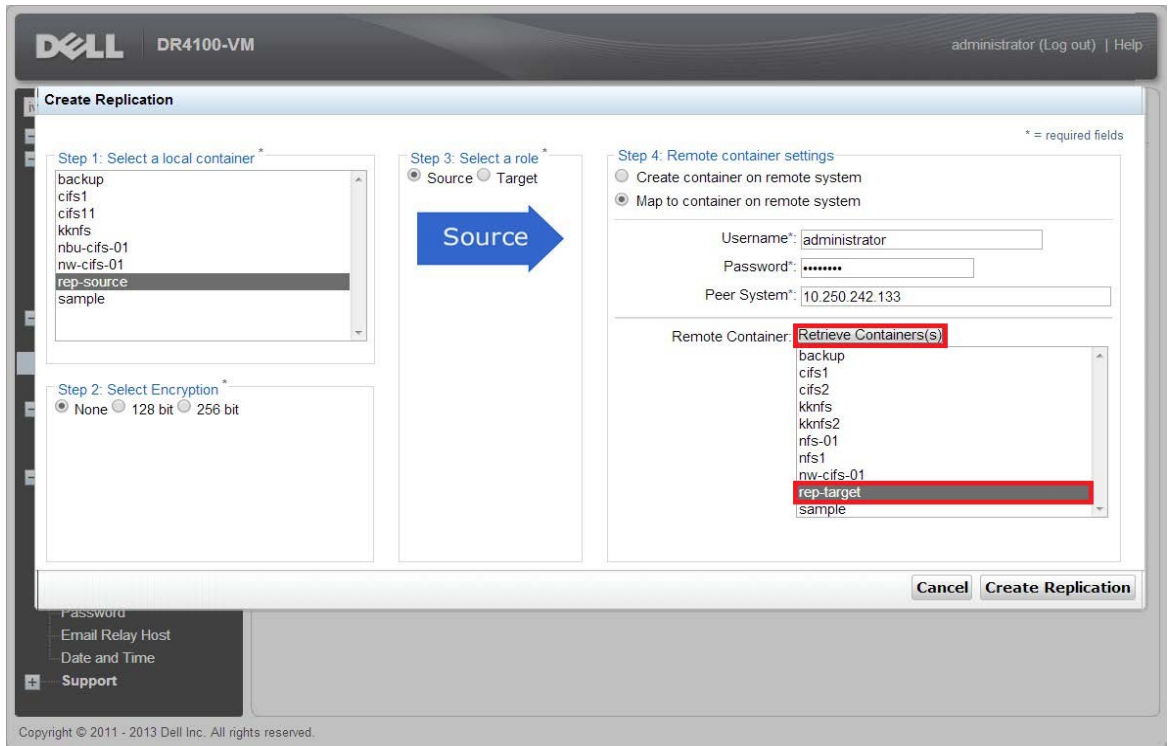 DELL DR4100-VM
administrator (Log out) | Help
Create Replication
* = required fields
Step 1: Select a local container *
backup
cifs1
cifs11
kknfs
nbu-cifs-01
nw-cifs-01
rep-source
sample
Step 2: Select Encryption *
None 128 bit 256 bit
Step 3: Select a role *
Source Target
Source
Step 4: Remote container settings
Create container on remote system
Map to container on remote system
Username*: administrator
Password*: ••••••••
Peer System*: 10.250.242.133
Remote Container: Retrieve Containers(s)
backup
cifs1
cifs2
kknfs
kknfs2
nfs-01
nfs1
nw-cifs-01
rep-target
sample
Cancel Create Replication
Password
Email Relay Host
Date and Time
Support
Copyright © 2011 - 2013 Dell Inc. All rights reserved.